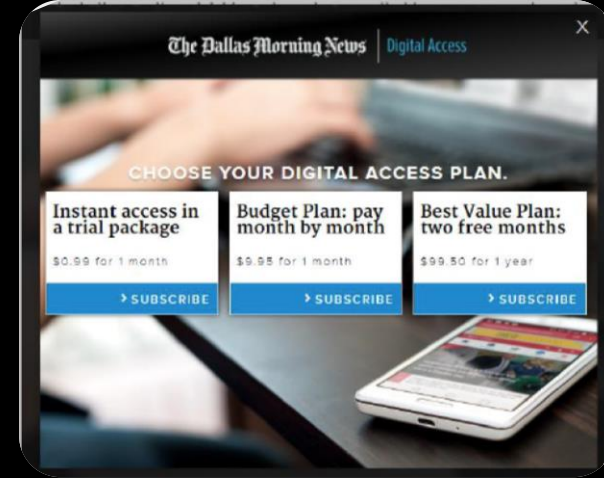 The Dallas Morning News
Digital Access
X
CHOOSE YOUR DIGITAL ACCESS PLAN.
Instant access in
a trial package
$0.99 for 1 month
> SUBSCRIBE
Budget Plan: pay
month by month
$9.95 for 1 month
> SUBSCRIBE
Best Value Plan:
two free months
$99.50 for 1 year
> SUBSCRIBE